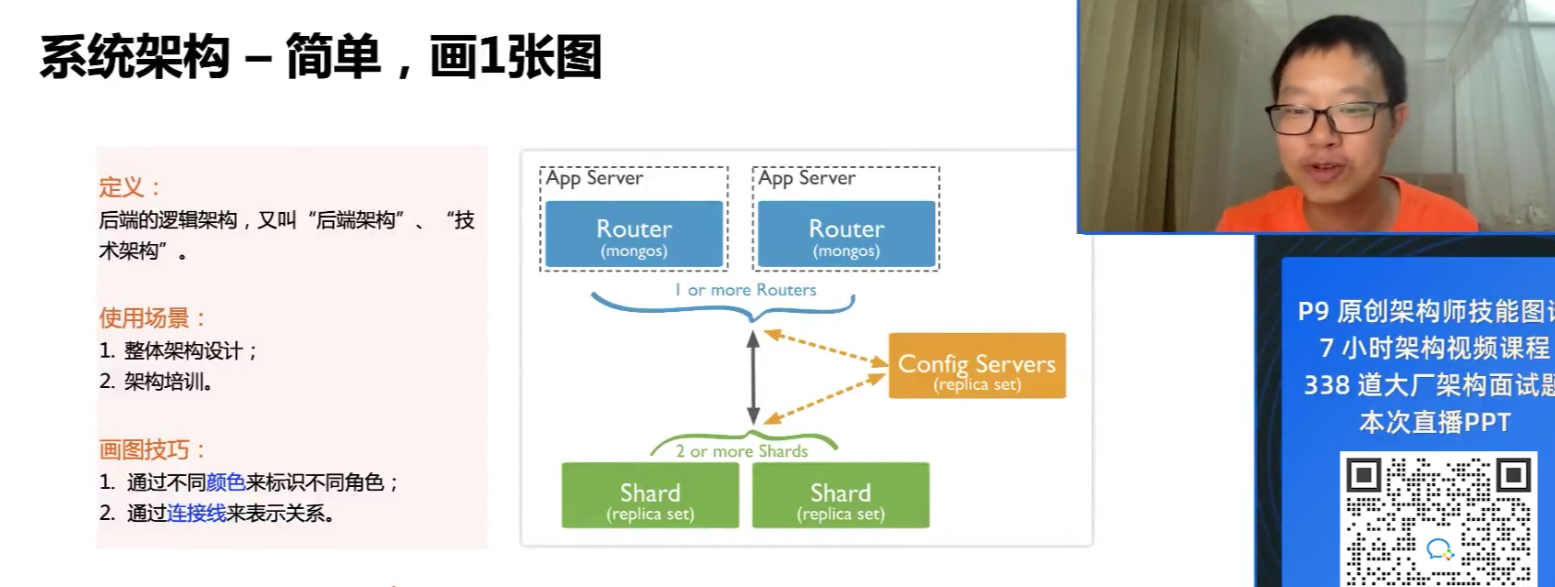 系统架构 – 简单，画1张图
定义：
后端的逻辑架构，又叫“后端架构”、“技
术架构”。
使用场景：
1. 整体架构设计；
2. 架构培训。
画图技巧：
1. 通过不同颜色来标识不同角色；
2. 通过连接线来表示关系。
App Server
App Server
Router
(mongos)
Router
(mongos)
1 or more Routers
Config Servers
(replica set)
2 or more Shards
Shard
(replica set)
Shard
(replica set)
P9 原创架构师技能图
7 小时架构视频课程
338 道大厂架构面试题
本次直播PPT